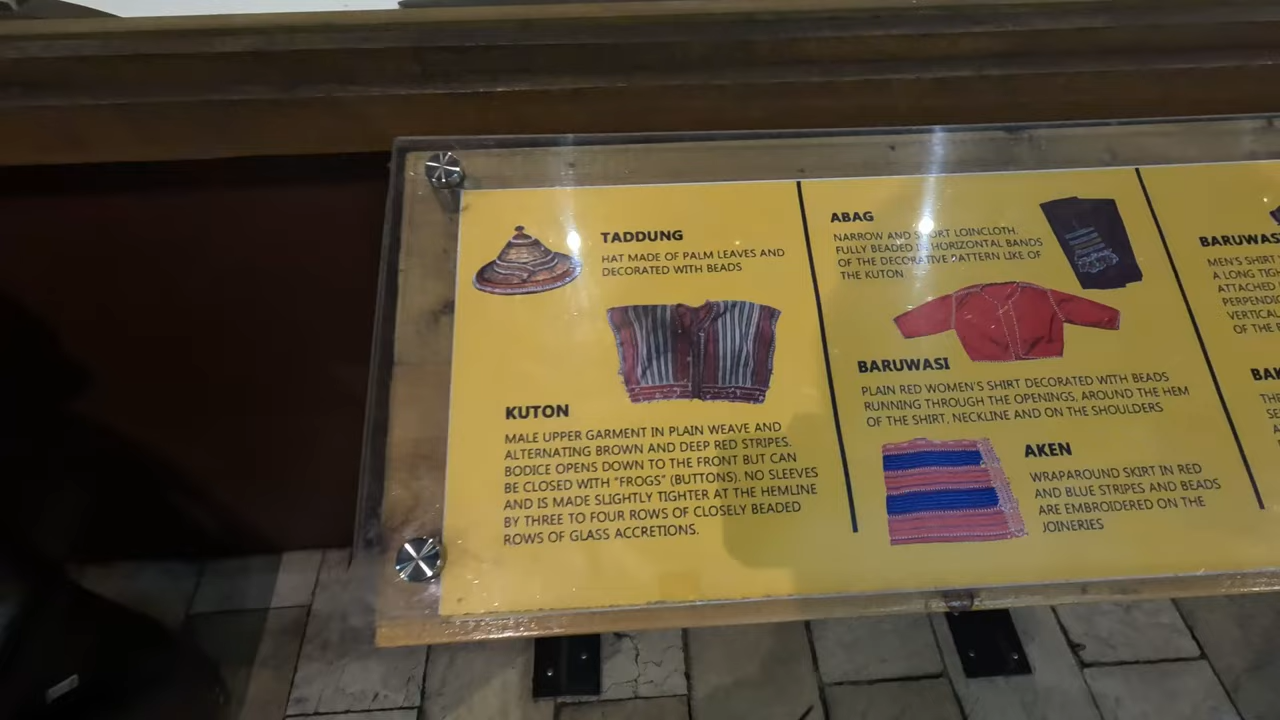 TADDUNG
HAT MADE OF PALM LEAVES AND
DECORATED WITH BEADS
KUTON
MALE UPPER GARMENT IN PLAIN WEAVE AND
ALTERNATING BROWN AND DEEP RED STRIPES.
BODICE OPENS DOWN TO THE FRONT BUT CAN
BE CLOSED WITH "FROGS" (BUTTONS). NO SLEEVES
AND IS MADE SLIGHTLY TIGHTER AT THE HEMLINE
BY THREE TO FOUR ROWS OF CLOSELY BEADED
ROWS OF GLASS ACCRETIONS.
ABAG
NARROW AND SHORT LOINCLOTH.
FULLY BEADED IN HORIZONTAL BANDS
OF THE DECORATIVE PATTERN LIKE OF
THE KUTON
BARUWASI
PLAIN RED WOMEN'S SHIRT DECORATED WITH BEADS
RUNNING THROUGH THE OPENINGS, AROUND THE HEM
OF THE SHIRT, NECKLINE AND ON THE SHOULDERS
AKEN
WRAPAROUND SKIRT IN RED
AND BLUE STRIPES AND BEADS
ARE EMBROIDERED ON THE
JOINERIES
BARUWAS
MEN'S SHIRT
A LONG TIG
ATTACHED
PERPENDI
VERTICAL
OF THE